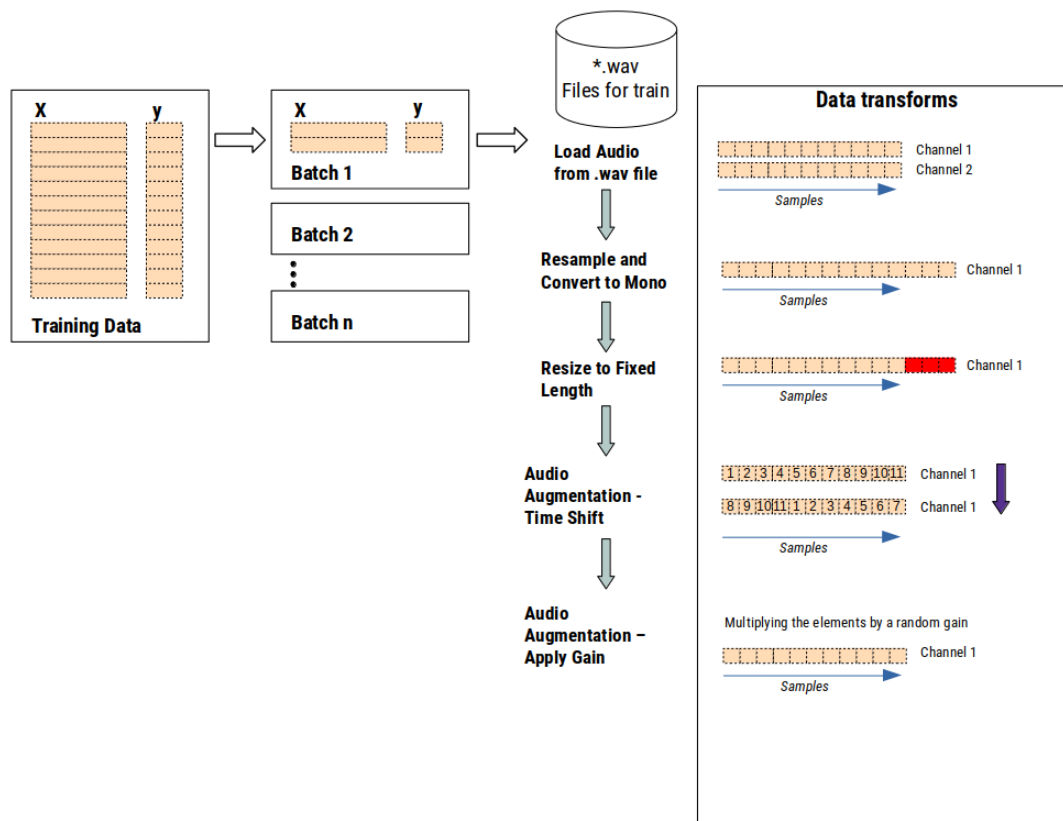 X
y
Training Data
X
y
Batch 1
Batch 2
Batch n
*.wav
Files for train
Load Audio
from .wav file
Resample and
Convert to Mono
Resize to Fixed
Length
Audio
Augmentation -
Time Shift
Audio
Augmentation –
Apply Gain
Data transforms
Channel 1
Channel 2
Samples
Channel 1
Samples
Channel 1
Samples
1 2 3 4 5 6 7 8 9 10 11 Channel 1
8 9 10 11 1 2 3 4 5 6 7 Channel 1
Samples
Multiplying the elements by a random gain
Channel 1
Samples